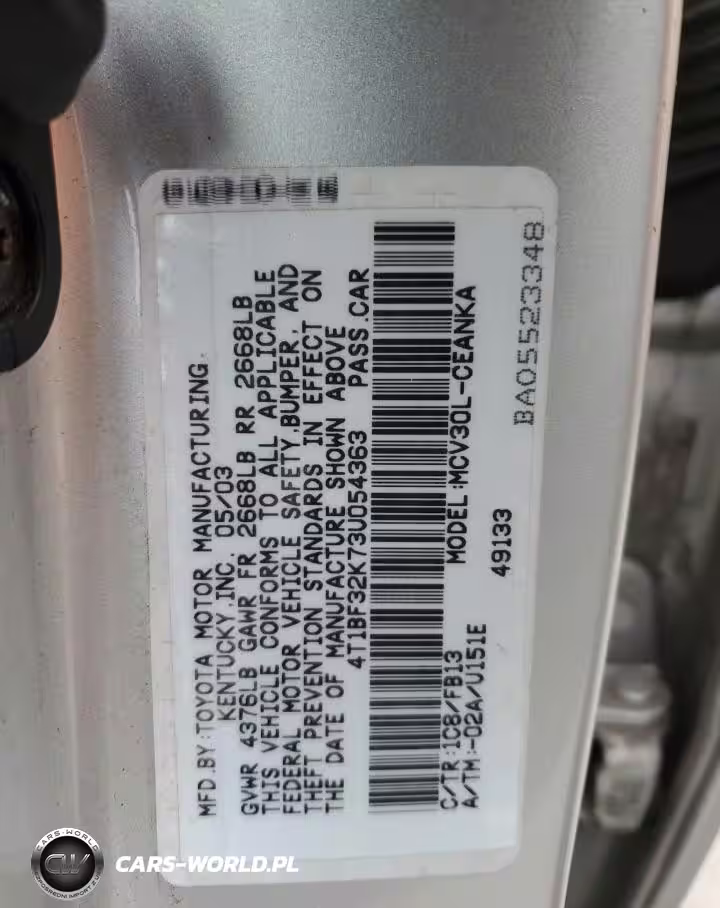 MFD.BY:TOYOTA MOTOR MANUFACTURING
KENTUCKY,INC. 05/03
GVWR 4376LB GAWR FR 2668LB RR 2668LB
THIS VEHICLE CONFORMS TO ALL APPLICABLE
FEDERAL MOTOR VEHICLE SAFETY,BUMPER, AND
THEFT PREVENTION STANDARDS IN EFFECT ON
THE DATE OF MANUFACTURE SHOWN ABOVE
4T1BF32K73U054363 PASS.CAR
C/TR:1C8/FB13 MODEL:MCV30L-CEANKA
A/TM:-02A/U151E
49133
BA05523348
CARS-WORLD
CW
CARS-WORLD.PL